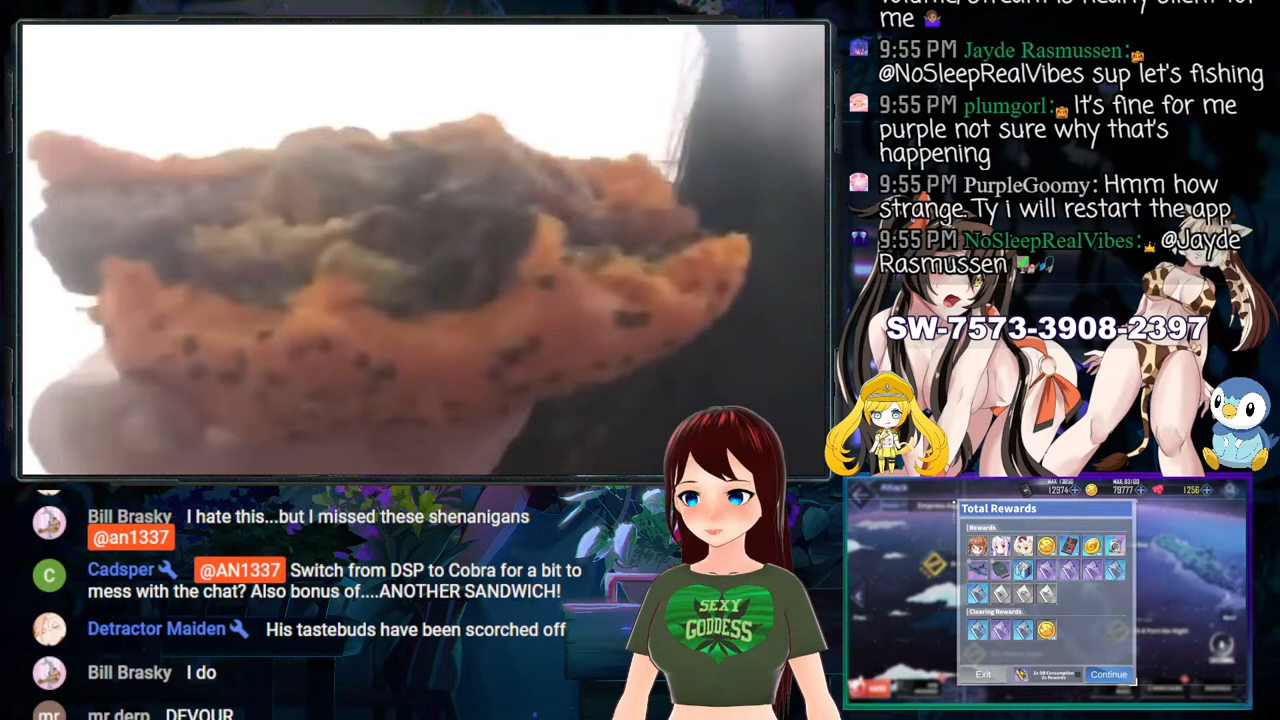 me
9:55 PM Jayde Rasmussen:
@NoSleepRealVibes sup let's fishing
9:55 PM plumgorl: It's fine for me
purple not sure why that's
happening
9:55 PM PurpleGoomy: Hmm how
strange. Ty i will restart the app
9:55 PM NoSleepRealVibes: @Jayde
Rasmussen
SW-7573-3908-2397
Bill Brasky I hate this...but I missed these shenanigans
@an1337
C Cadsper @AN1337 Switch from DSP to Cobra for a bit to
mess with the chat? Also bonus of....ANOTHER SANDWICH!
Detractor Maiden His tastebuds have been scorched off
Bill Brasky I do
mr mr derp DEVOUR
SEXY
GODDESS
12974 79777 1256
Total Rewards
Rewards
Clearing Rewards
Exit
Continue